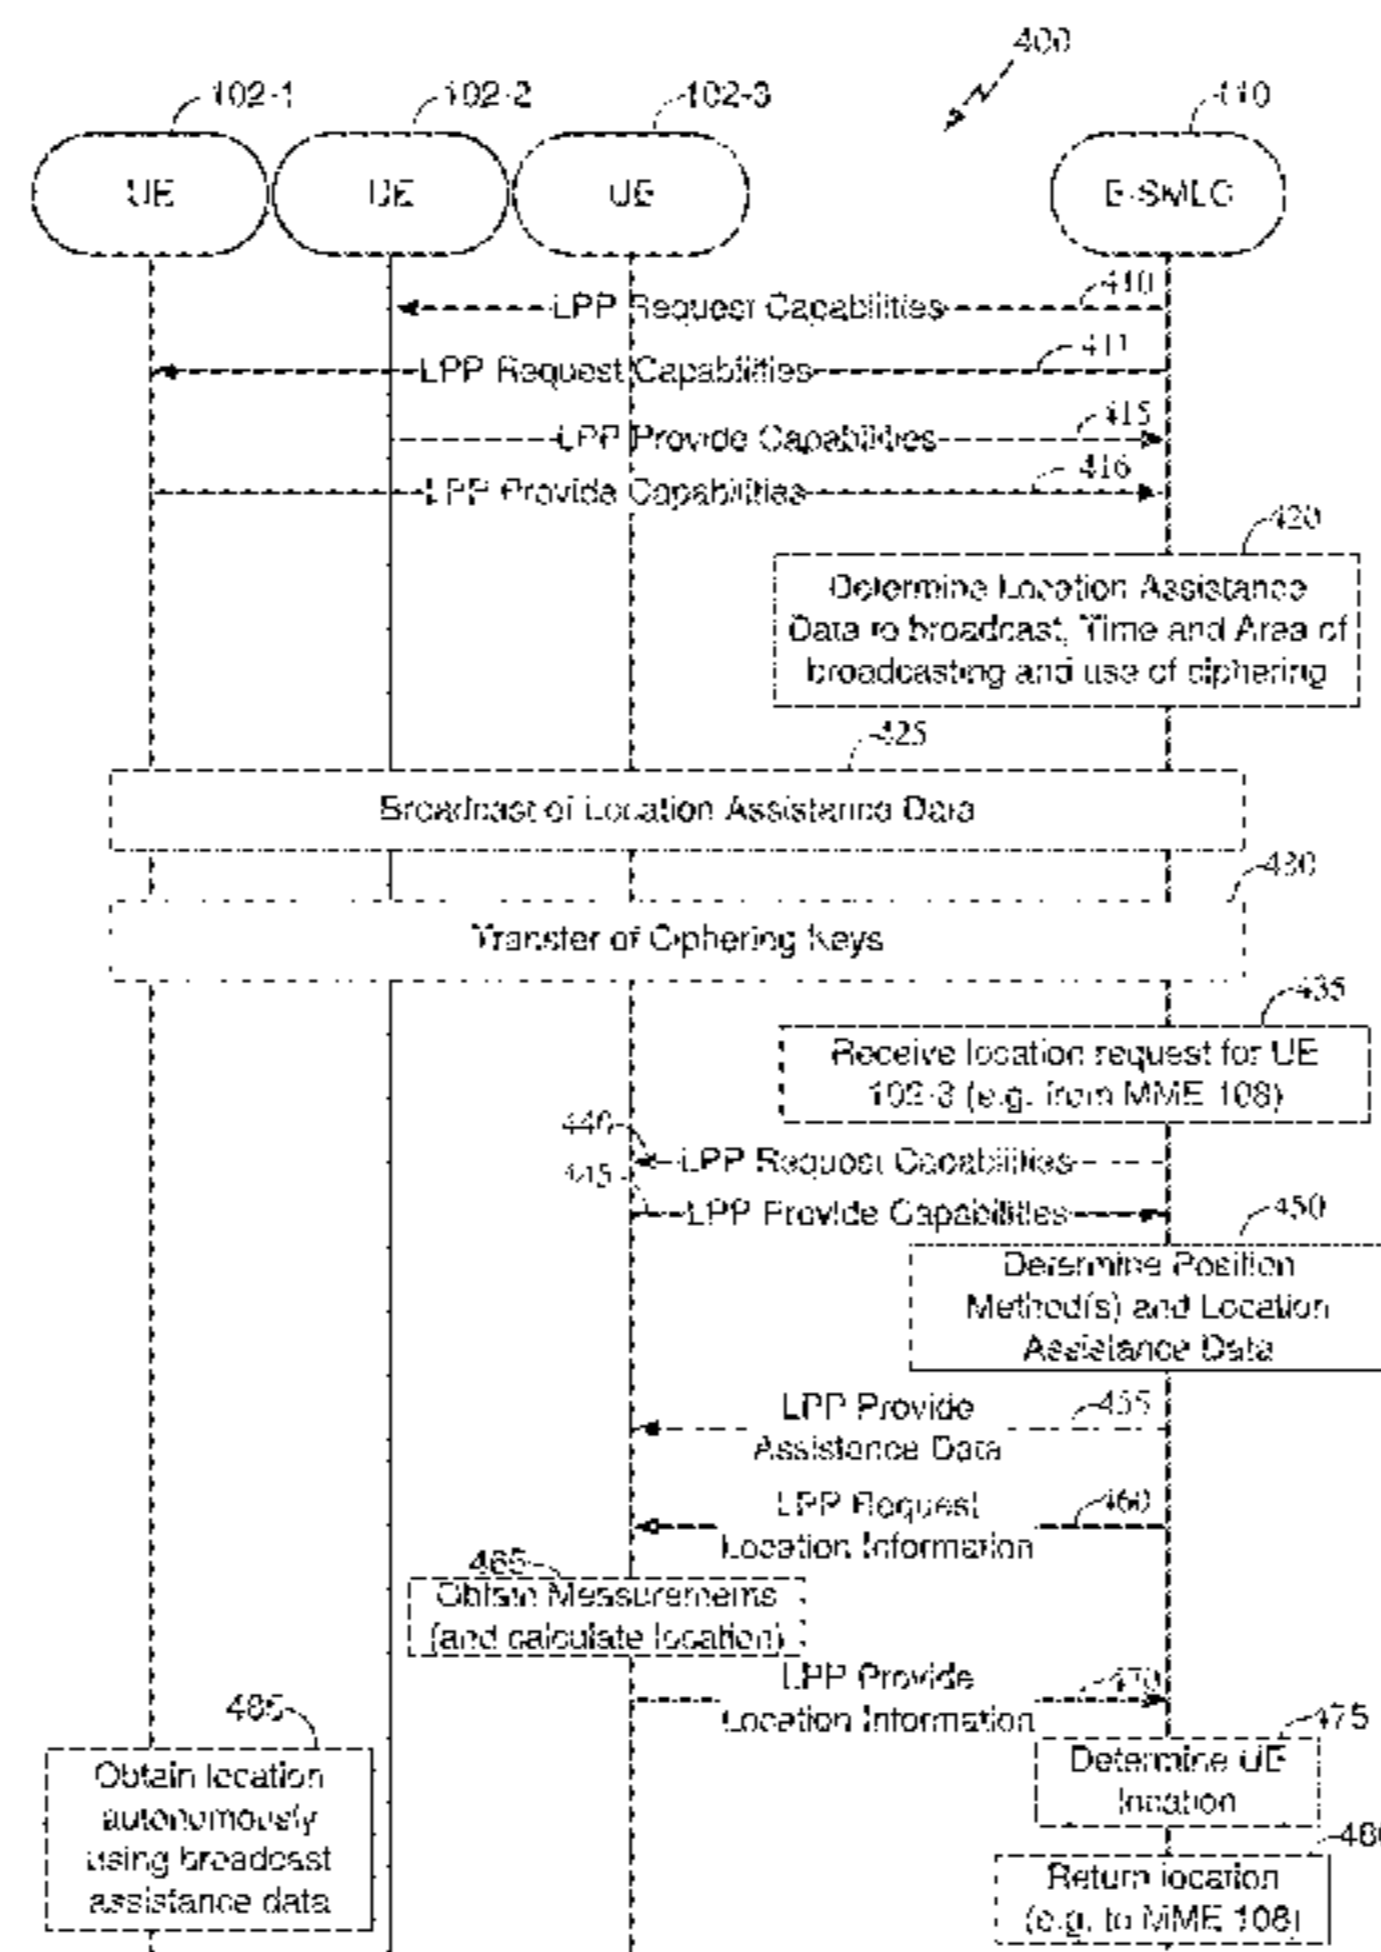 400
102-1
102-2
102-3
110
UE
UE
UE
E-SMLC
410
LPP Request Capabilities
411
LPP Request Capabilities
415
LPP Provide Capabilities
416
LPP Provide Capabilities
420
Determine Location Assistance
Data to broadcast, Time and Area of
broadcasting and use of ciphering
425
Broadcast of Location Assistance Data
430
Transfer of Ciphering Keys
435
Receive location request for UE
102-3 (e.g. from MME 108)
440
LPP Request Capabilities
445
LPP Provide Capabilities
450
Determine Position
Method(s) and Location
Assistance Data
LPP Provide
455
Assistance Data
LPP Request
460
Location Information
465
Obtain Measurements
(and calculate location)
LPP Provide
470
Location Information
485
475
Obtain location
autonomously
using broadcast
assistance data
Determine UE
location
480
Return location
(e.g. to MME 108)